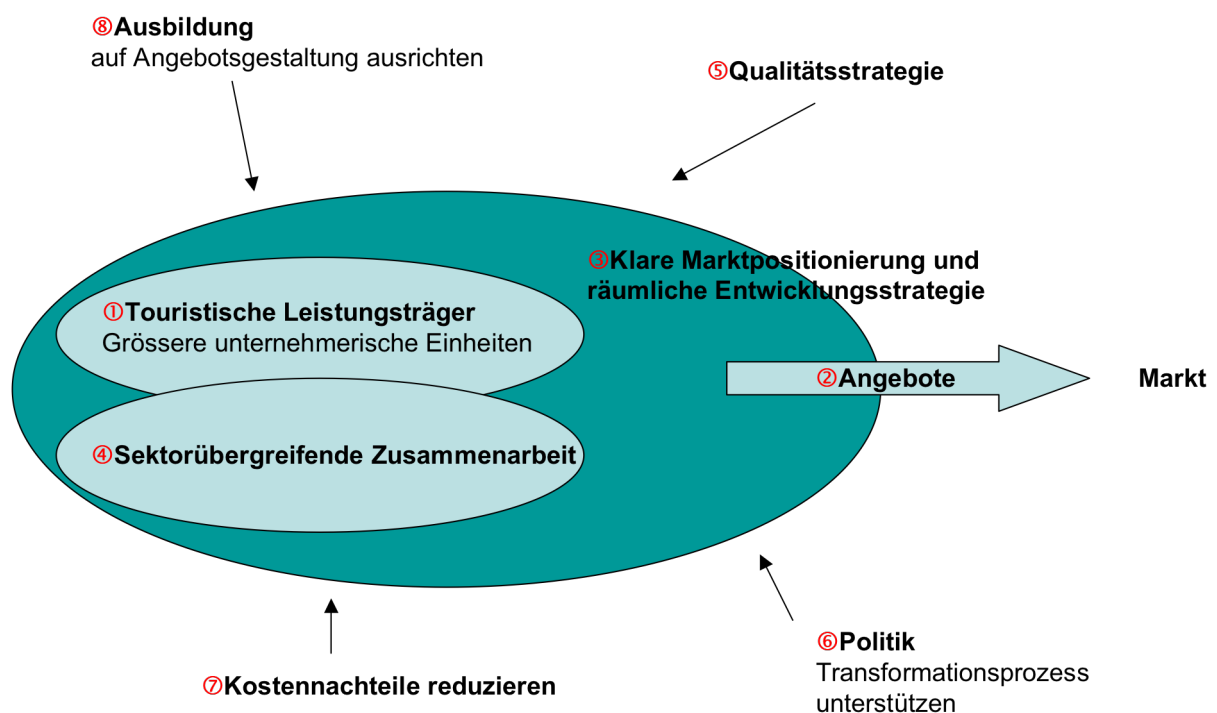 ⑧Ausbildung
auf Angebotsgestaltung ausrichten
⑤Qualitätsstrategie
③Klare Marktpositionierung und
räumliche Entwicklungsstrategie
①Touristische Leistungsträger
Grössere unternehmerische Einheiten
②Angebote
Markt
④Sektorübergreifende Zusammenarbeit
⑥Politik
Transformationsprozess
unterstützen
⑦Kostennachteile reduzieren